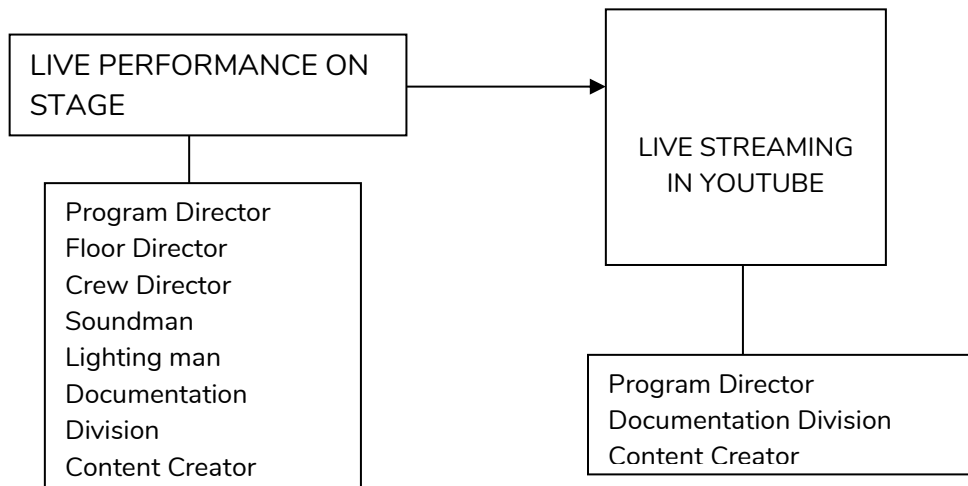 LIVE PERFORMANCE ON
STAGE
Program Director
Floor Director
Crew Director
Soundman
Lighting man
Documentation
Division
Content Creator
LIVE STREAMING
IN YOUTUBE
Program Director
Documentation Division
Content Creator